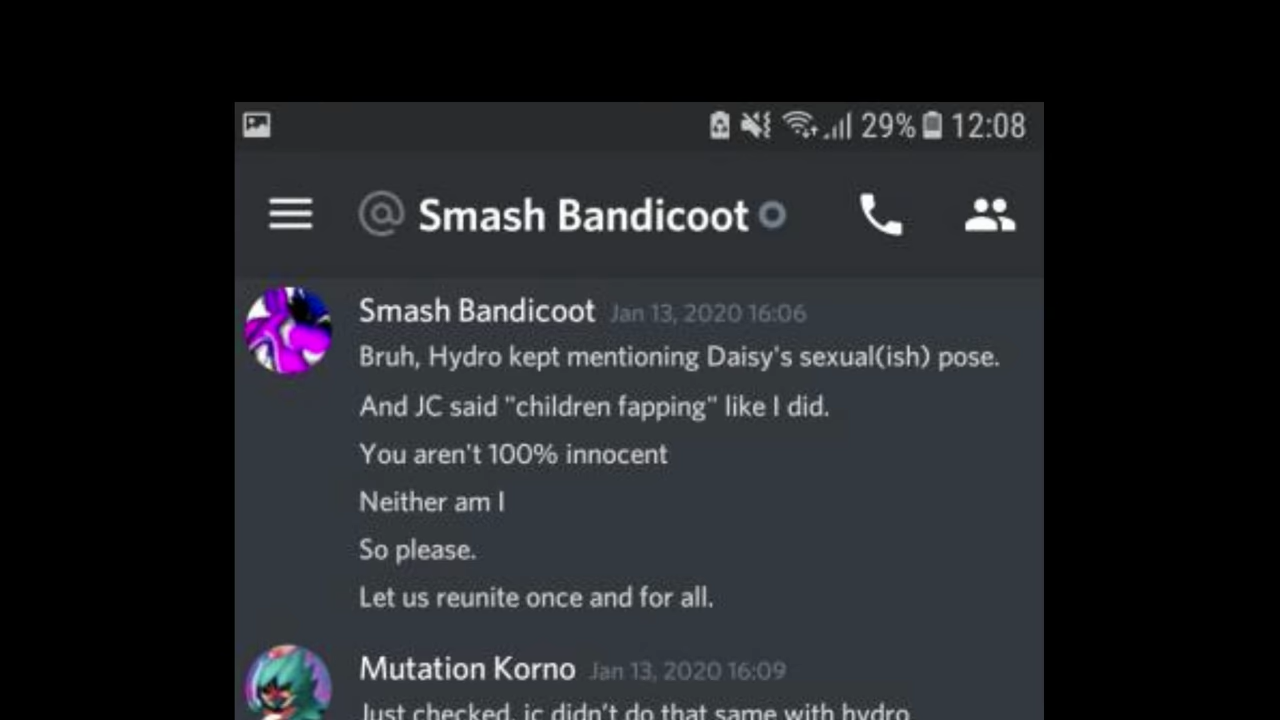 29% 12:08
@ Smash Bandicoot
Smash Bandicoot Jan 13, 2020 16:06
Bruh, Hydro kept mentioning Daisy's sexual(ish) pose.
And JC said "children fapping" like I did.
You aren't 100% innocent
Neither am I
So please.
Let us reunite once and for all.
Mutation Korno Jan 13, 2020 16:09
Just checked, jc didn't do that same with hydro